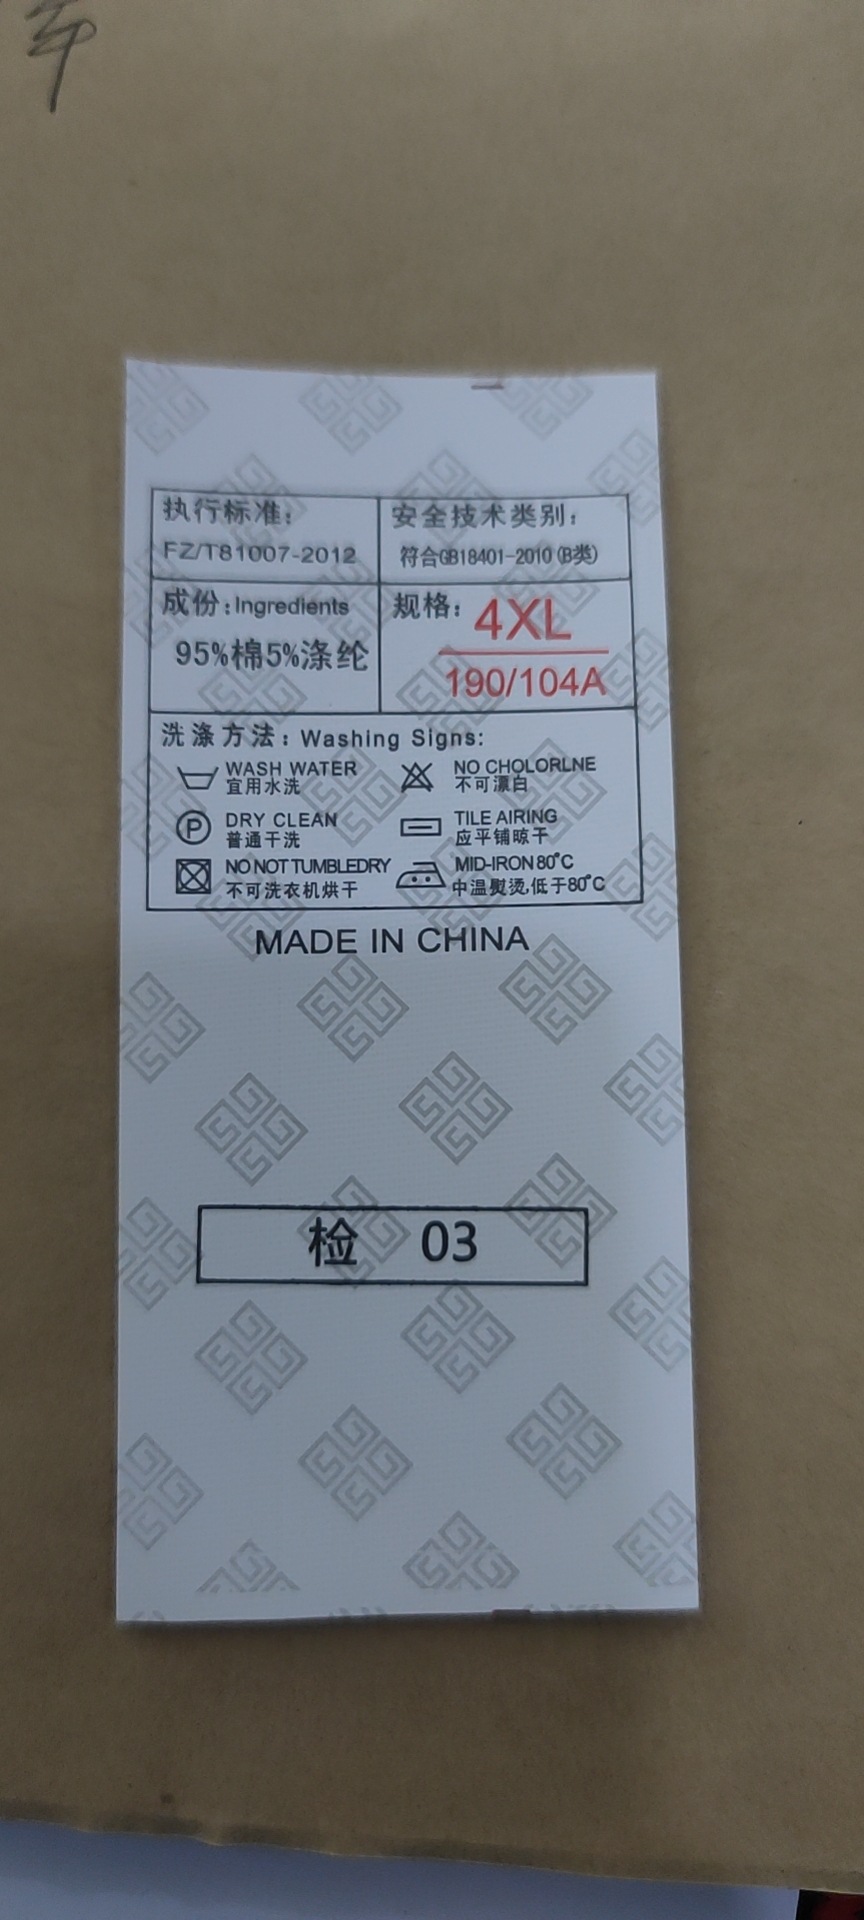 执行标准：
FZ/T81007-2012
安全技术类别：
符合GB18401-2010 (B类)
成份：Ingredients
95%棉5%涤纶
规格：
4XL
190/104A
洗涤方法：Washing Signs:
WASH WATER
宜用水洗
NO CHOLORLNE
不可漂白
P
DRY CLEAN
普通干洗
TILE AIRING
应平铺晾干
NO NOT TUMBLEDRY
不可洗衣机烘干
MID-IRON 80°C
中温熨烫,低于80°C
MADE IN CHINA
检 03